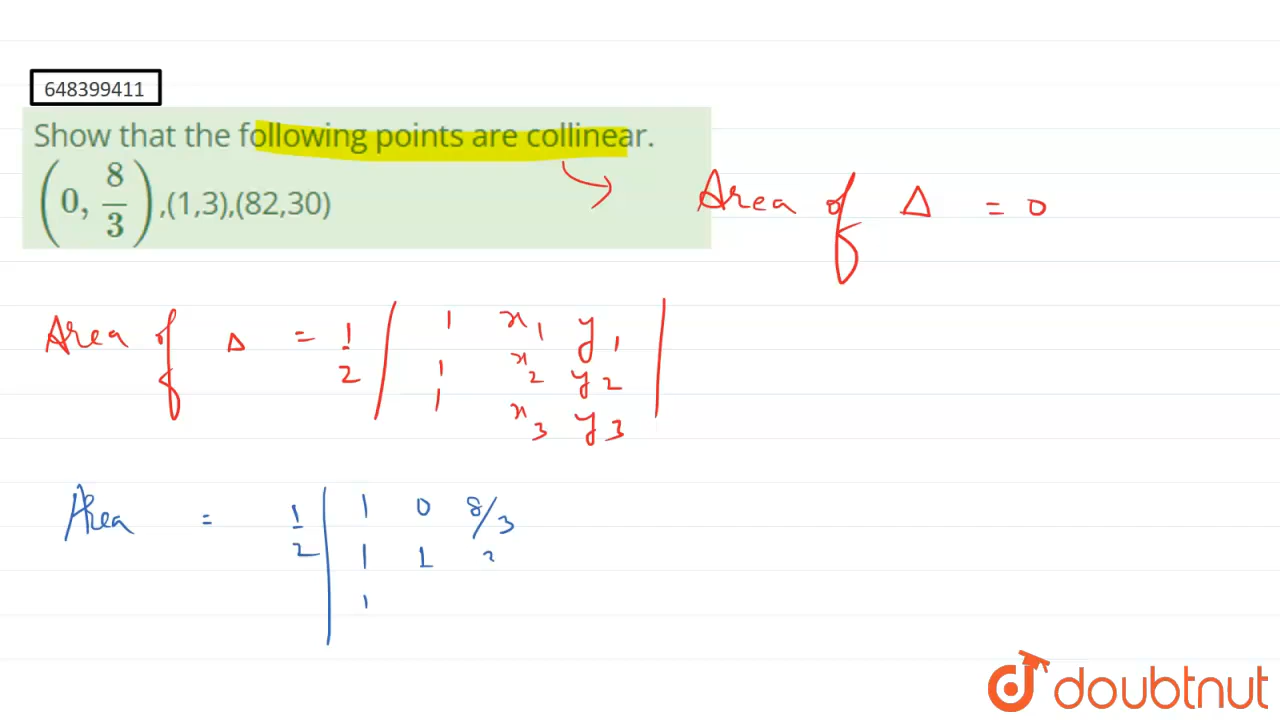 648399411
Show that the following points are collinear.
(0, 8/3),(1,3),(82,30)
Area of Δ = 0
Area of Δ = 1/2 | 1 x1 y1
1 x2 y2
1 x3 y3 |
Area = 1/2 | 1 0 8/3
1 1
1
doubtnut